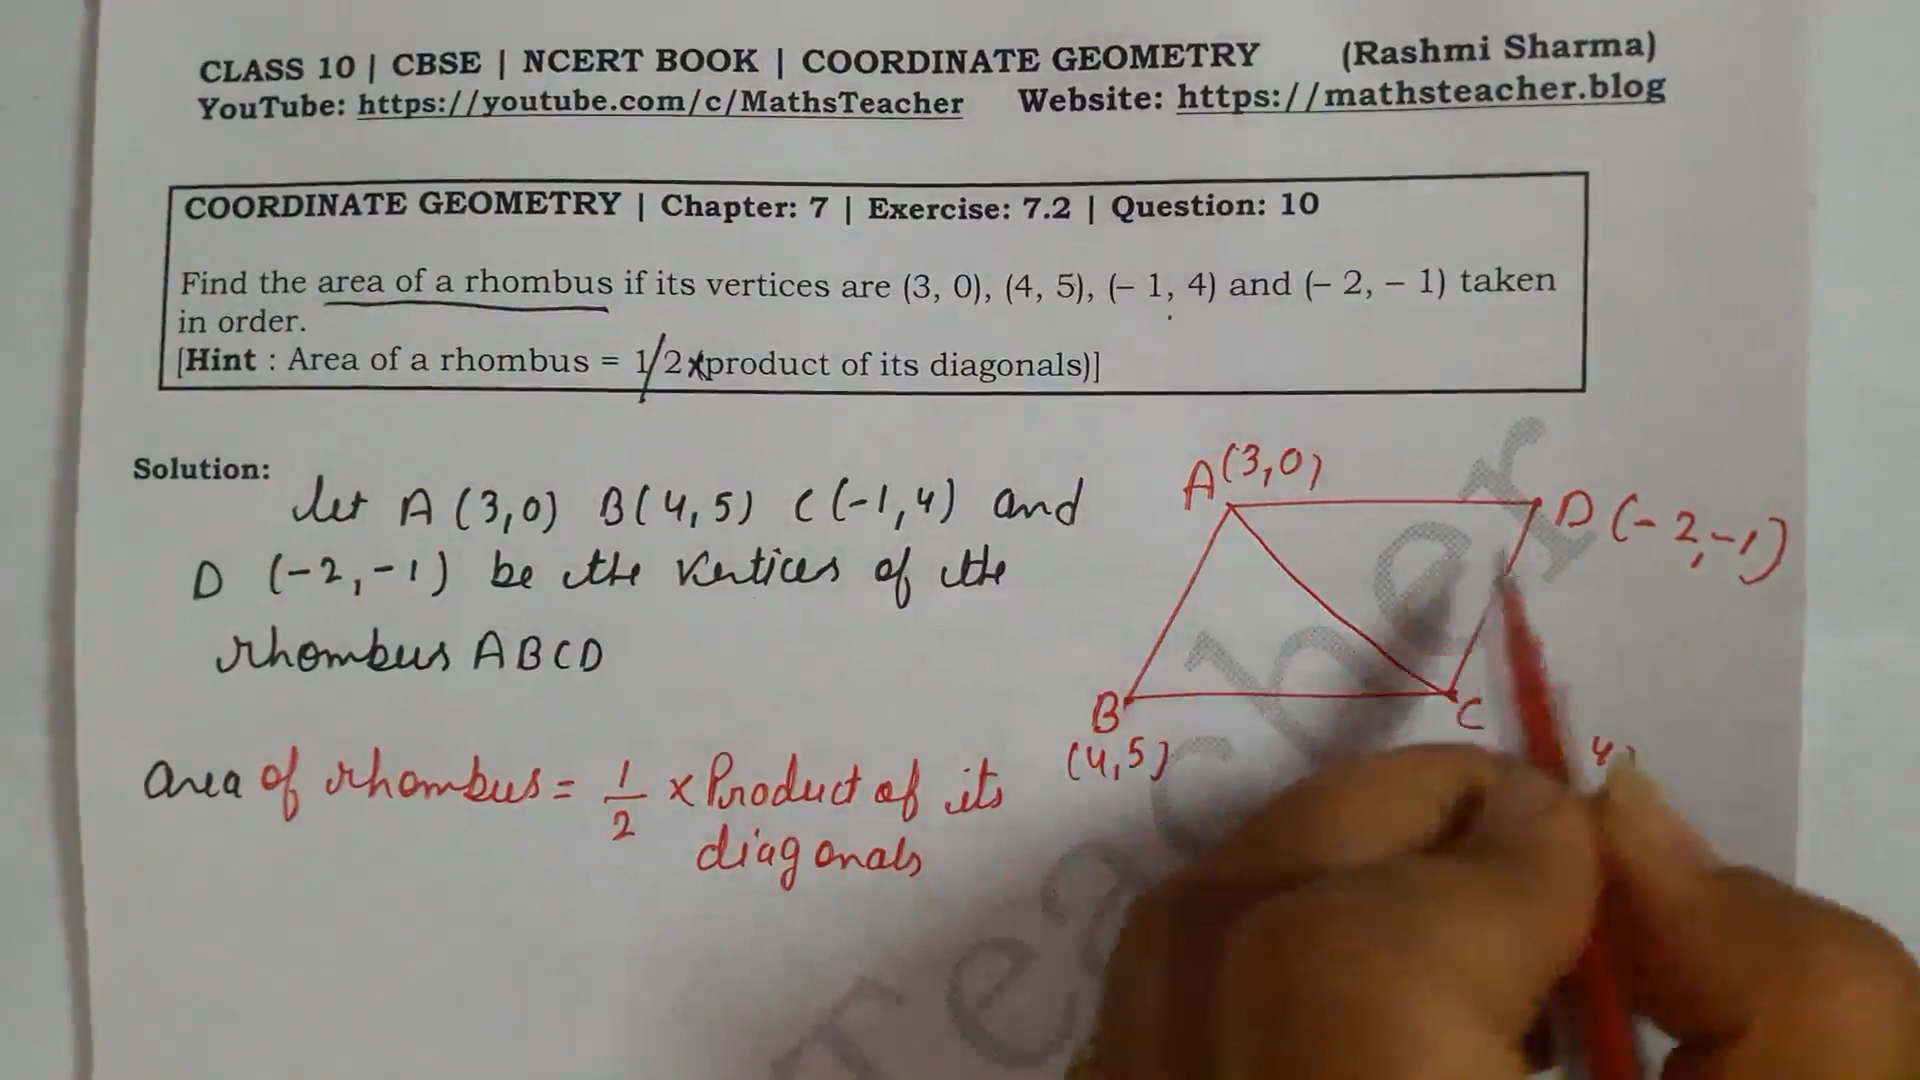 CLASS 10 | CBSE | NCERT BOOK | COORDINATE GEOMETRY (Rashmi Sharma)
YouTube: https://youtube.com/c/MathsTeacher Website: https://mathsteacher.blog
COORDINATE GEOMETRY | Chapter: 7 | Exercise: 7.2 | Question: 10
Find the area of a rhombus if its vertices are (3, 0), (4, 5), (– 1, 4) and (– 2, – 1) taken
in order.
[Hint : Area of a rhombus = 1/2×(product of its diagonals)]
Solution:
Let A (3,0) B(4,5) C(-1,4) and
D (-2,-1) be the vertices of the
rhombus ABCD
area of rhombus = 1/2 × Product of its
diagonals
A(3,0)
D (-2,-1)
B
C
(4,5)
4)